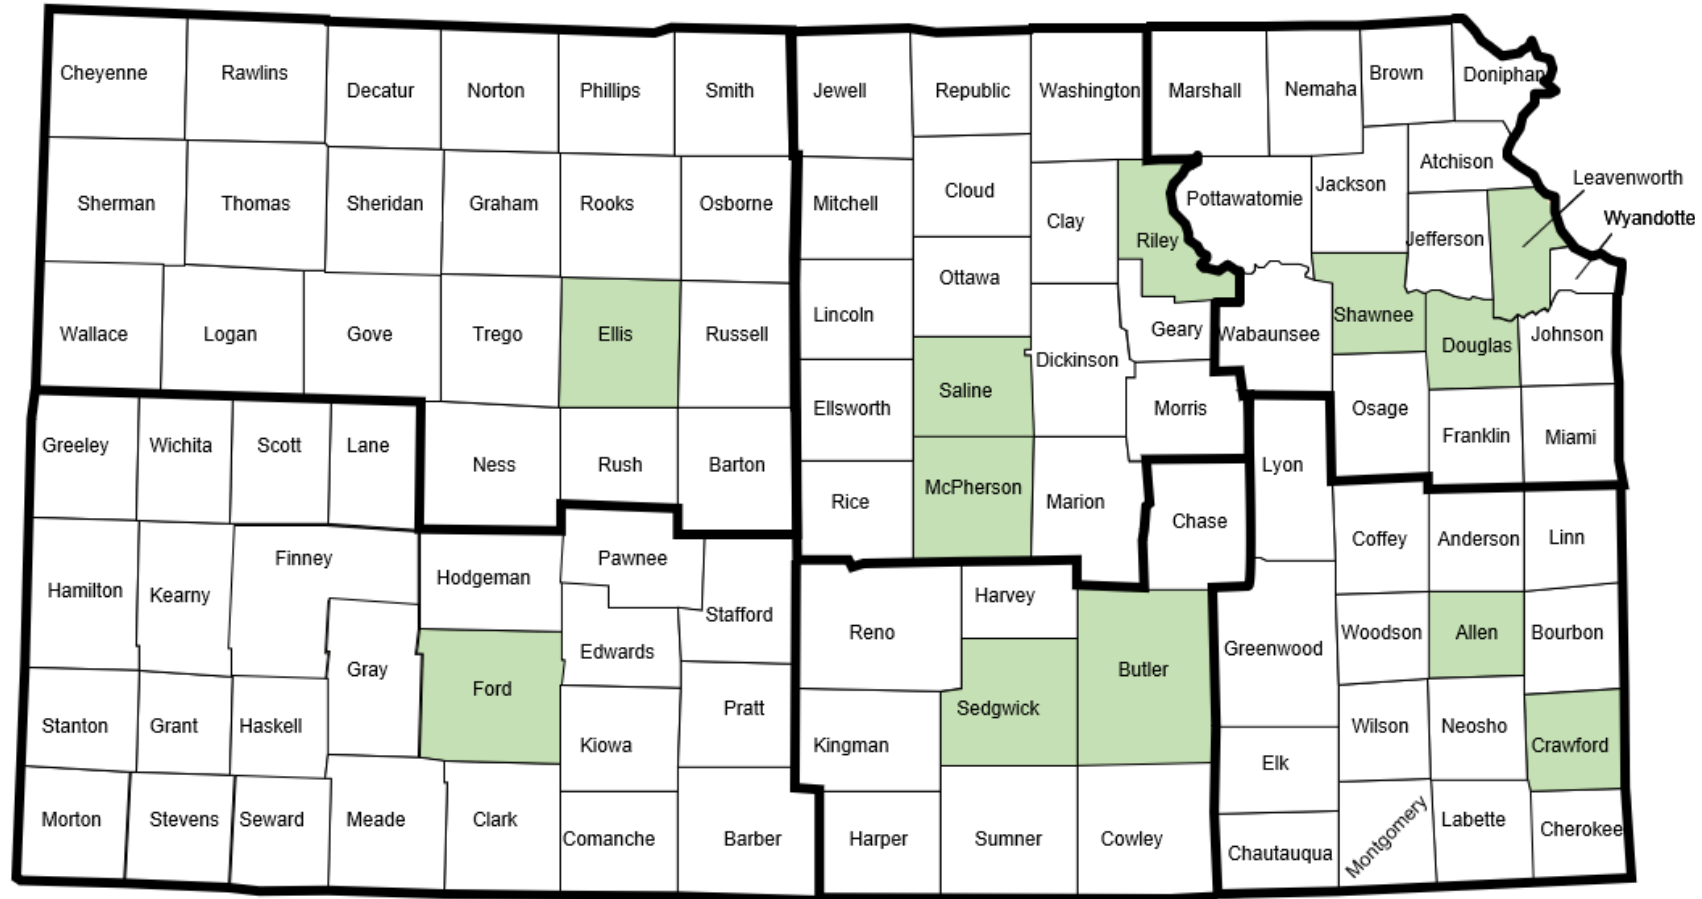 Cheyenne
Rawlins
Decatur
Norton
Phillips
Smith
Jewell
Republic
Washington
Marshall
Nemaha
Brown
Doniphan
Sherman
Thomas
Sheridan
Graham
Rooks
Osborne
Mitchell
Cloud
Clay
Riley
Pottawatomie
Jackson
Atchison
Leavenworth
Wyandotte
Jefferson
Wallace
Logan
Gove
Trego
Ellis
Russell
Lincoln
Ottawa
Saline
Dickinson
Geary
Wabaunsee
Shawnee
Douglas
Johnson
Greeley
Wichita
Scott
Lane
Ness
Rush
Barton
Ellsworth
Rice
McPherson
Marion
Morris
Chase
Lyon
Osage
Franklin
Miami
Hamilton
Kearny
Finney
Hodgeman
Pawnee
Stafford
Edwards
Gray
Ford
Reno
Harvey
Sedgwick
Butler
Greenwood
Coffey
Anderson
Linn
Woodson
Allen
Bourbon
Stanton
Grant
Haskell
Kiowa
Pratt
Kingman
Elk
Wilson
Neosho
Crawford
Morton
Stevens
Seward
Meade
Clark
Comanche
Barber
Harper
Sumner
Cowley
Chautauqua
Montgomery
Labette
Cherokee